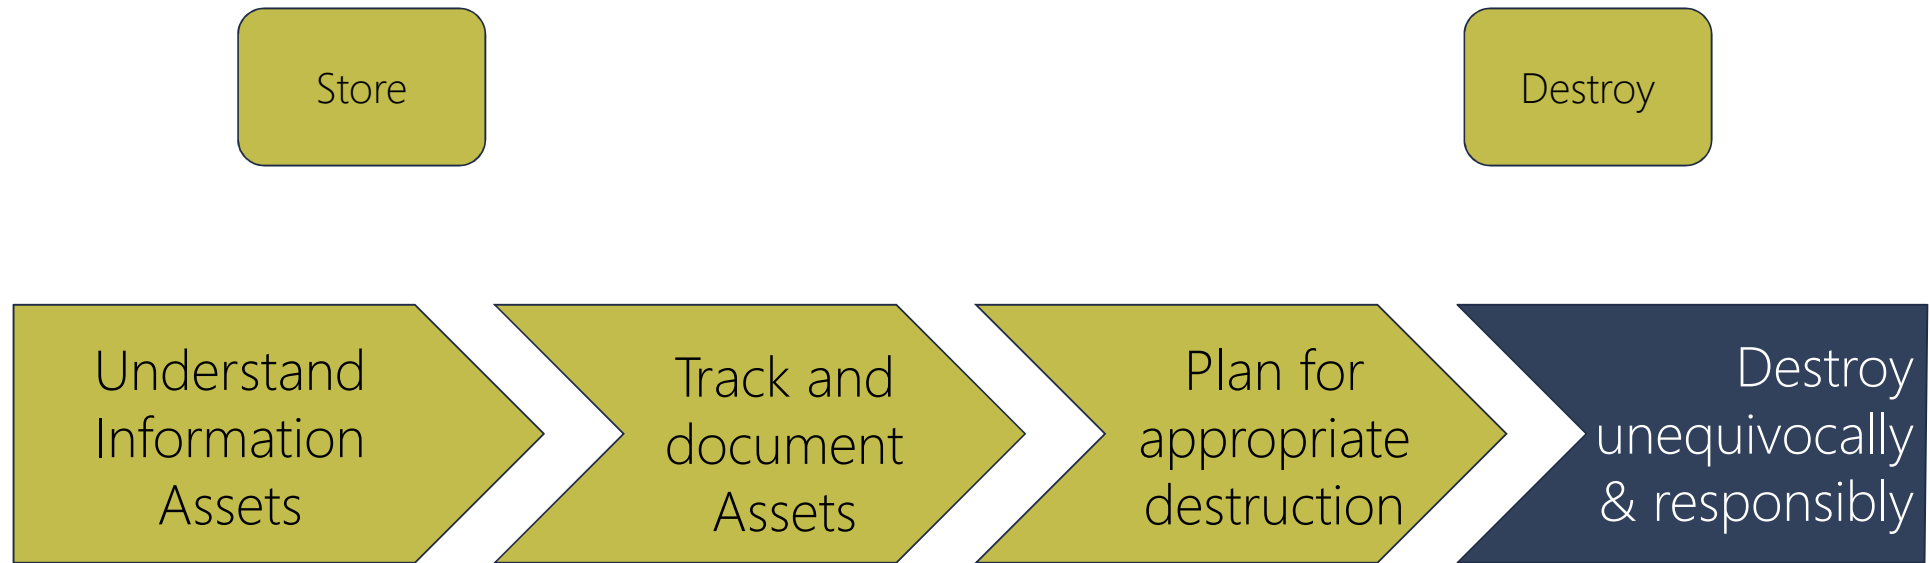 Store
Destroy
Understand
Information
Assets
Track and
document
Assets
Plan for
appropriate
destruction
Destroy
unequivocally
& responsibly